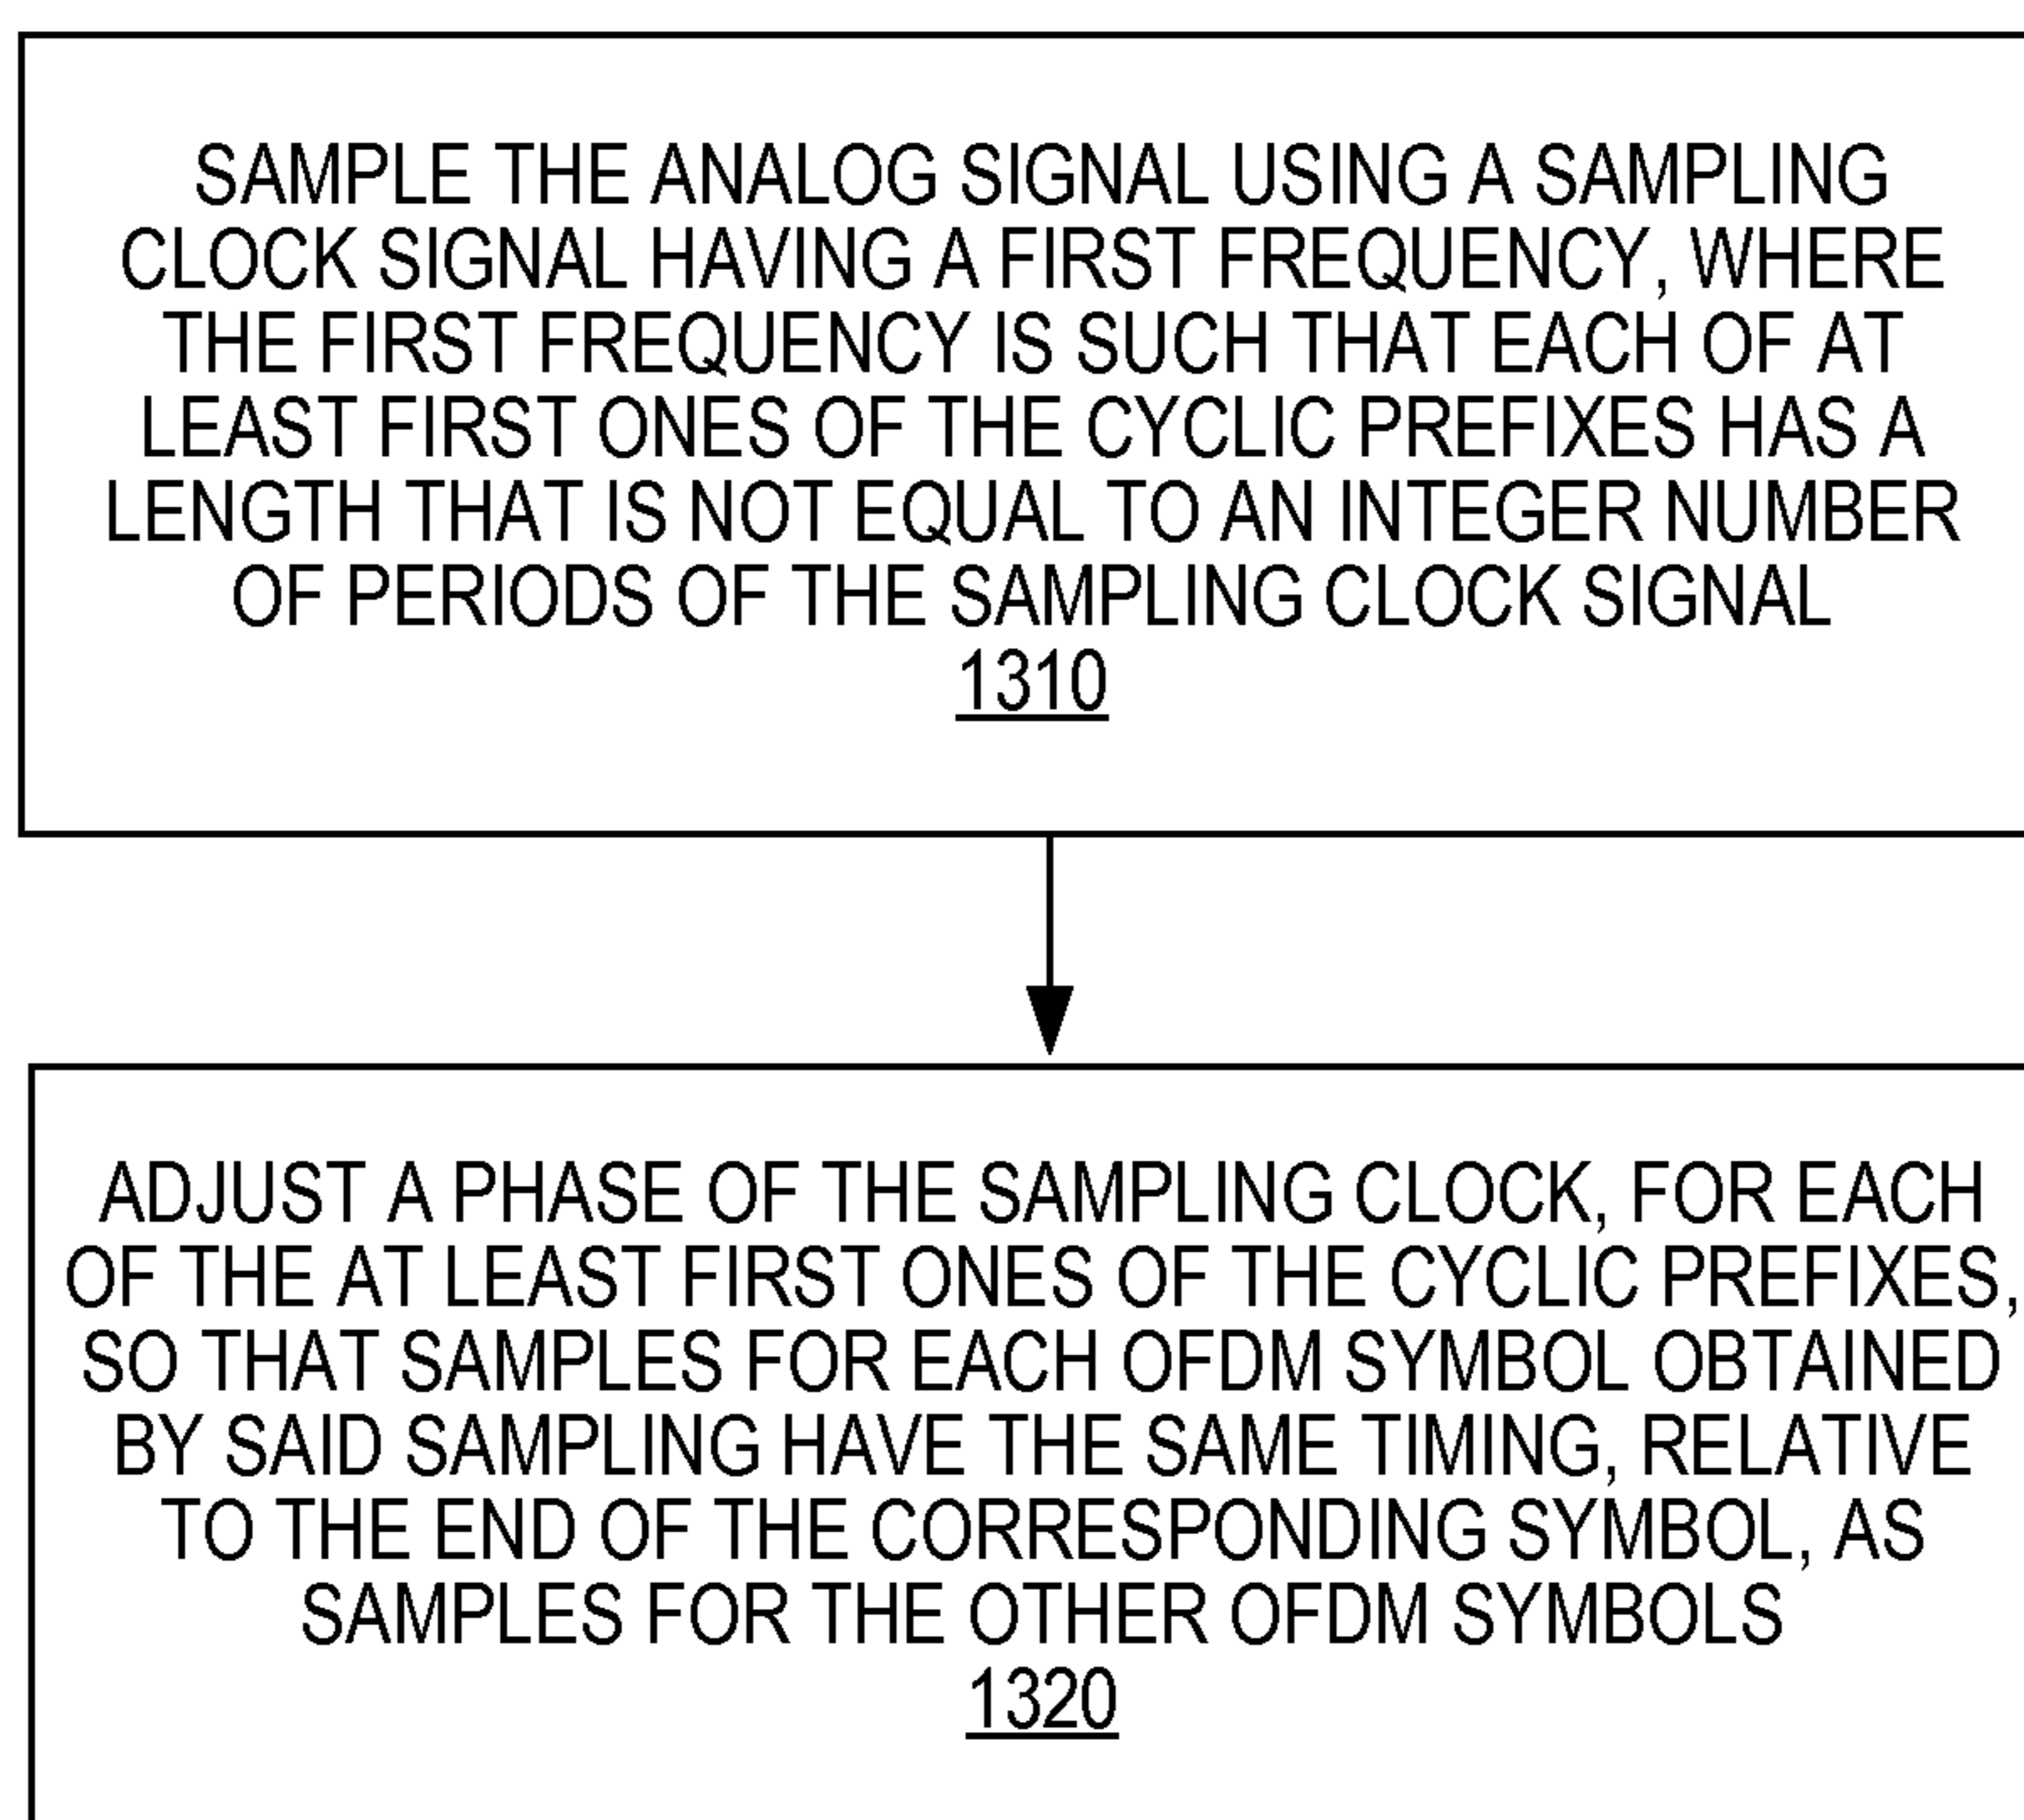 SAMPLE THE ANALOG SIGNAL USING A SAMPLING
CLOCK SIGNAL HAVING A FIRST FREQUENCY, WHERE
THE FIRST FREQUENCY IS SUCH THAT EACH OF AT
LEAST FIRST ONES OF THE CYCLIC PREFIXES HAS A
LENGTH THAT IS NOT EQUAL TO AN INTEGER NUMBER
OF PERIODS OF THE SAMPLING CLOCK SIGNAL
1310
ADJUST A PHASE OF THE SAMPLING CLOCK, FOR EACH
OF THE AT LEAST FIRST ONES OF THE CYCLIC PREFIXES,
SO THAT SAMPLES FOR EACH OFDM SYMBOL OBTAINED
BY SAID SAMPLING HAVE THE SAME TIMING, RELATIVE
TO THE END OF THE CORRESPONDING SYMBOL, AS
SAMPLES FOR THE OTHER OFDM SYMBOLS
1320